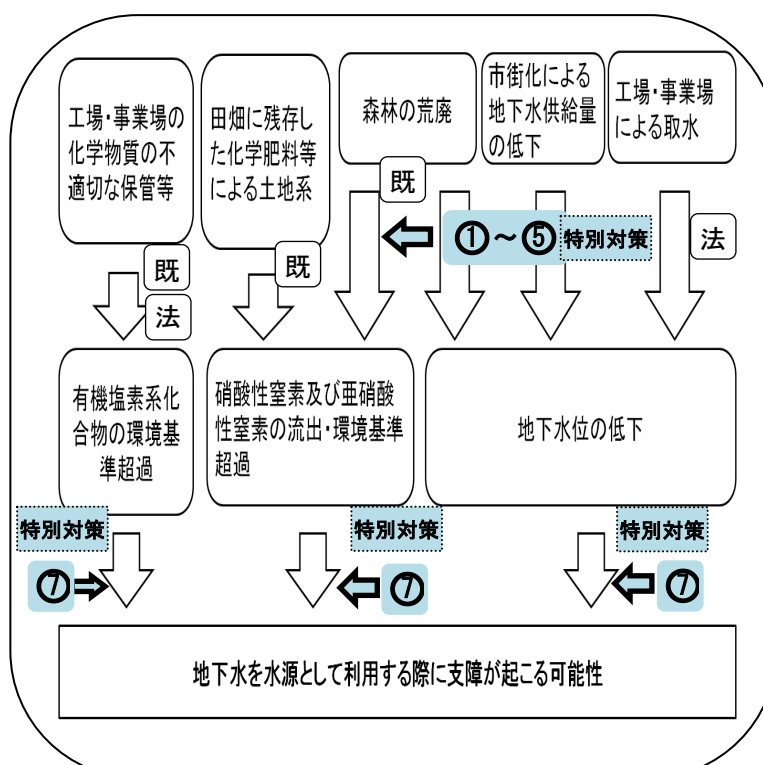 工場・事業場の
化学物質の不
適切な保管等
田畑に残存し
た化学肥料等
による土地系
森林の荒廃
市街化による
地下水供給量
の低下
工場・事業場
による取水
既
既
既
法
法
①~⑤
特別対策
有機塩素系化
合物の環境基
準超過
硝酸性窒素及び亜硝酸
性窒素の流出・環境基準
超過
地下水位の低下
特別対策
⑦
特別対策
⑦
特別対策
⑦
地下水を水源として利用する際に支障が起こる可能性